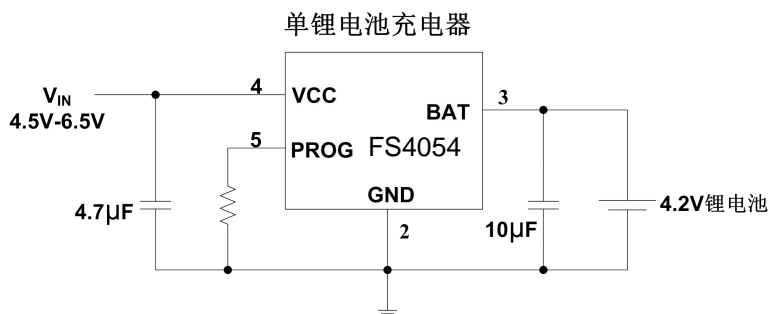 单锂电池充电器
V_IN
4.5V-6.5V
4
VCC
5
PROG
FS4054
BAT
3
GND
2
4.7μF
10μF
4.2V锂电池